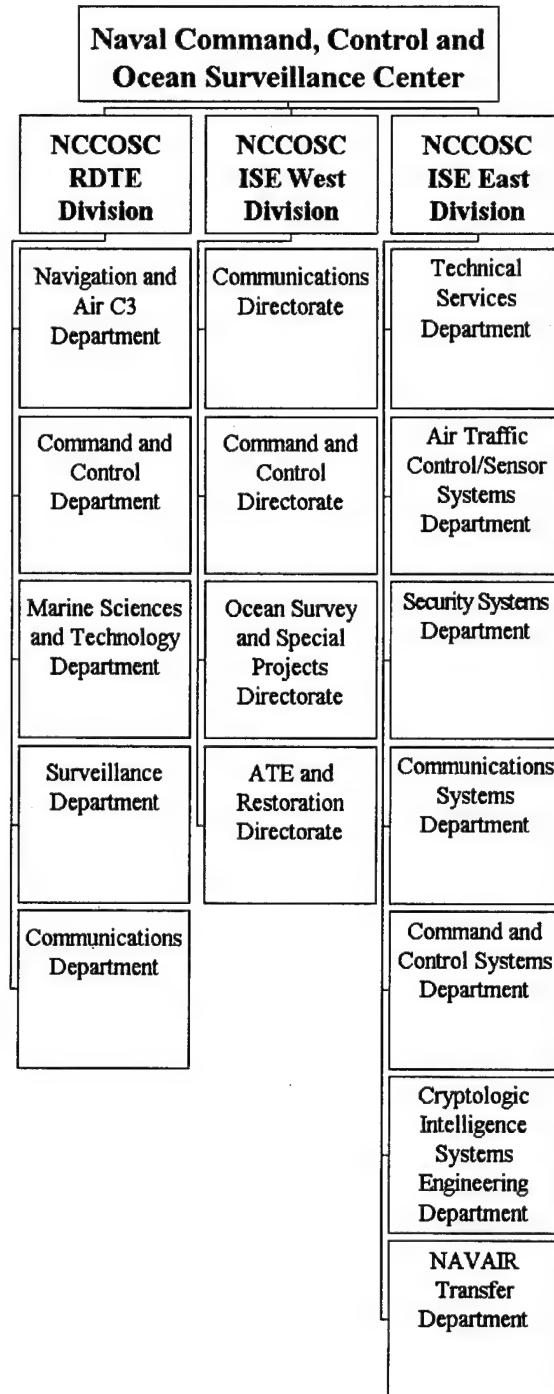 Naval Command, Control and
Ocean Surveillance Center
NCCOSC
RDTE
Division
Navigation and
Air C3
Department
Command and
Control
Department
Marine Sciences
and Technology
Department
Surveillance
Department
Communications
Department
NCCOSC
ISE West
Division
Communications
Directorate
Command and
Control
Directorate
Ocean Survey
and Special
Projects
Directorate
ATE and
Restoration
Directorate
NCCOSC
ISE East
Division
Technical
Services
Department
Air Traffic
Control/Sensor
Systems
Department
Security Systems
Department
Communications
Systems
Department
Command and
Control Systems
Department
Cryptologic
Intelligence
Systems
Engineering
Department
NAVAIR
Transfer
Department